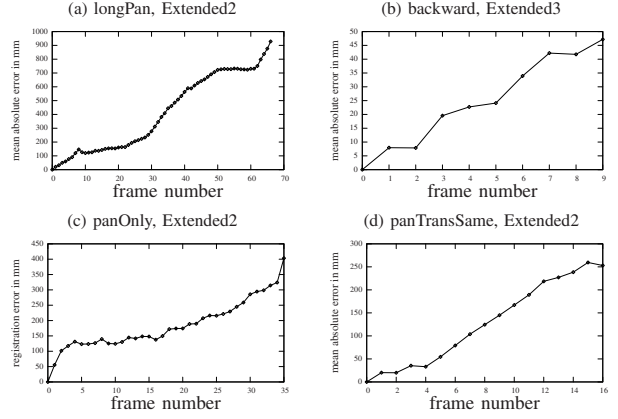 (a) longPan, Extended2
mean absolute error in mm
1000
900
800
700
600
500
400
300
200
100
0
0 10 20 30 40 50 60 70
frame number
(b) backward, Extended3
mean absolute error in mm
50
45
40
35
30
25
20
15
10
5
0
0 1 2 3 4 5 6 7 8 9
frame number
(c) panOnly, Extended2
registration error in mm
450
400
350
300
250
200
150
100
50
0
0 5 10 15 20 25 30 35
frame number
(d) panTransSame, Extended2
mean absolute error in mm
300
250
200
150
100
50
0
0 2 4 6 8 10 12 14 16
frame number